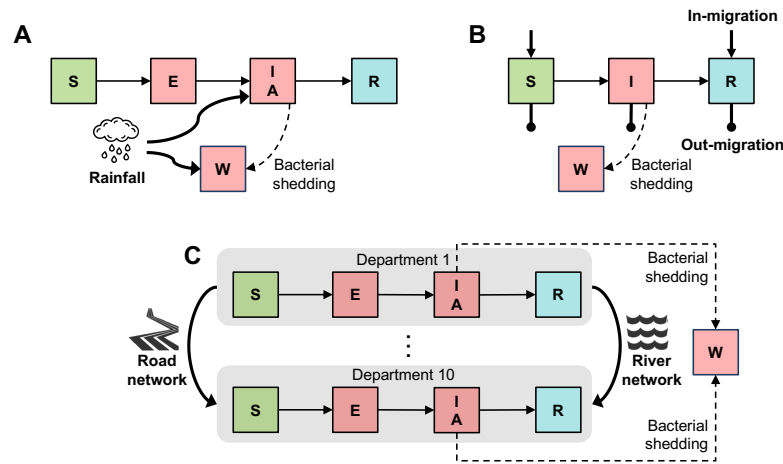 A
S
E
I
A
R
Rainfall
W
Bacterial
shedding
B
In-migration
S
I
R
Out-migration
W
Bacterial
shedding
C
Department 1
S
E
I
A
R
Bacterial
shedding
Road
network
⋮
River
network
W
Department 10
S
E
I
A
R
Bacterial
shedding